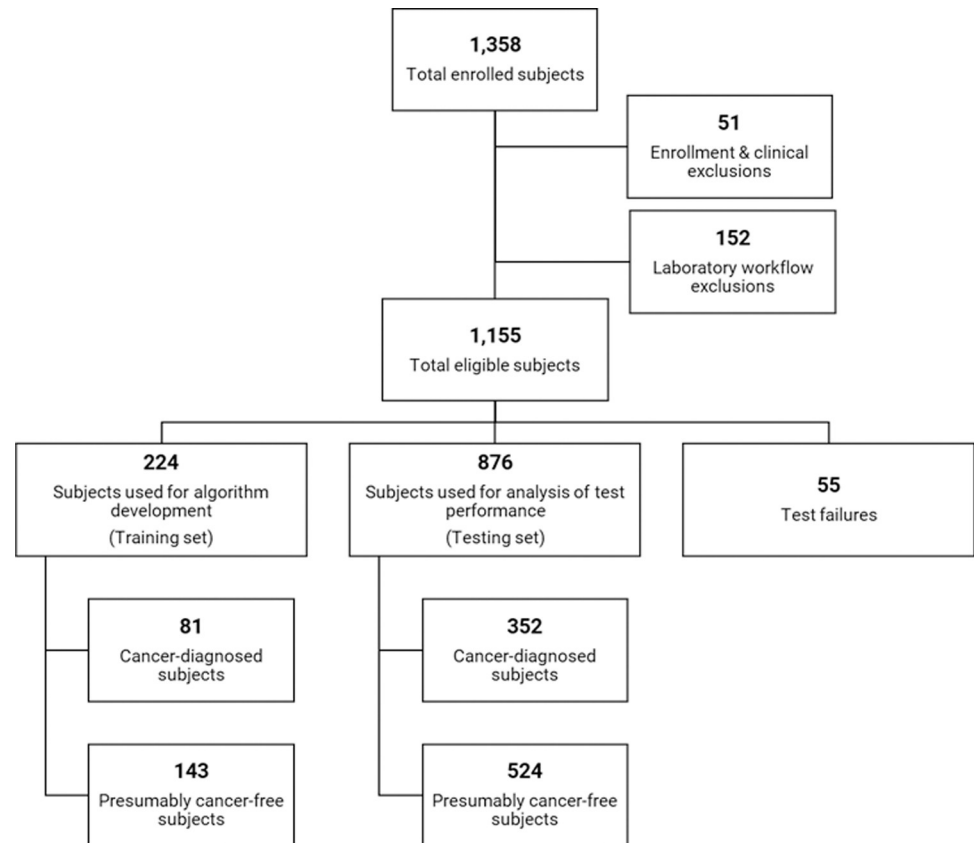 1,358
Total enrolled subjects
51
Enrollment & clinical
exclusions
152
Laboratory workflow
exclusions
1,155
Total eligible subjects
224
Subjects used for algorithm
development
(Training set)
876
Subjects used for analysis of test
performance
(Testing set)
55
Test failures
81
Cancer-diagnosed
subjects
352
Cancer-diagnosed
subjects
143
Presumably cancer-free
subjects
524
Presumably cancer-free
subjects